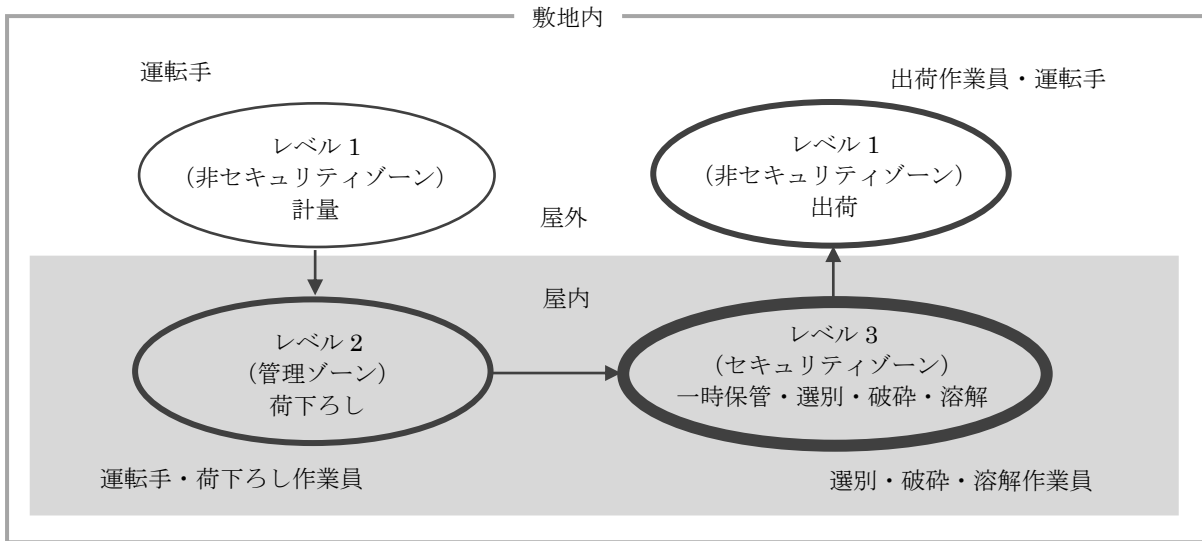 敷地内
運転手
レベル 1
(非セキュリティゾーン)
計量
出荷作業員・運転手
レベル 1
(非セキュリティゾーン)
出荷
屋外
屋内
レベル 2
(管理ゾーン)
荷下ろし
運転手・荷下ろし作業員
レベル 3
(セキュリティゾーン)
一時保管・選別・破砕・溶解
選別・破砕・溶解作業員